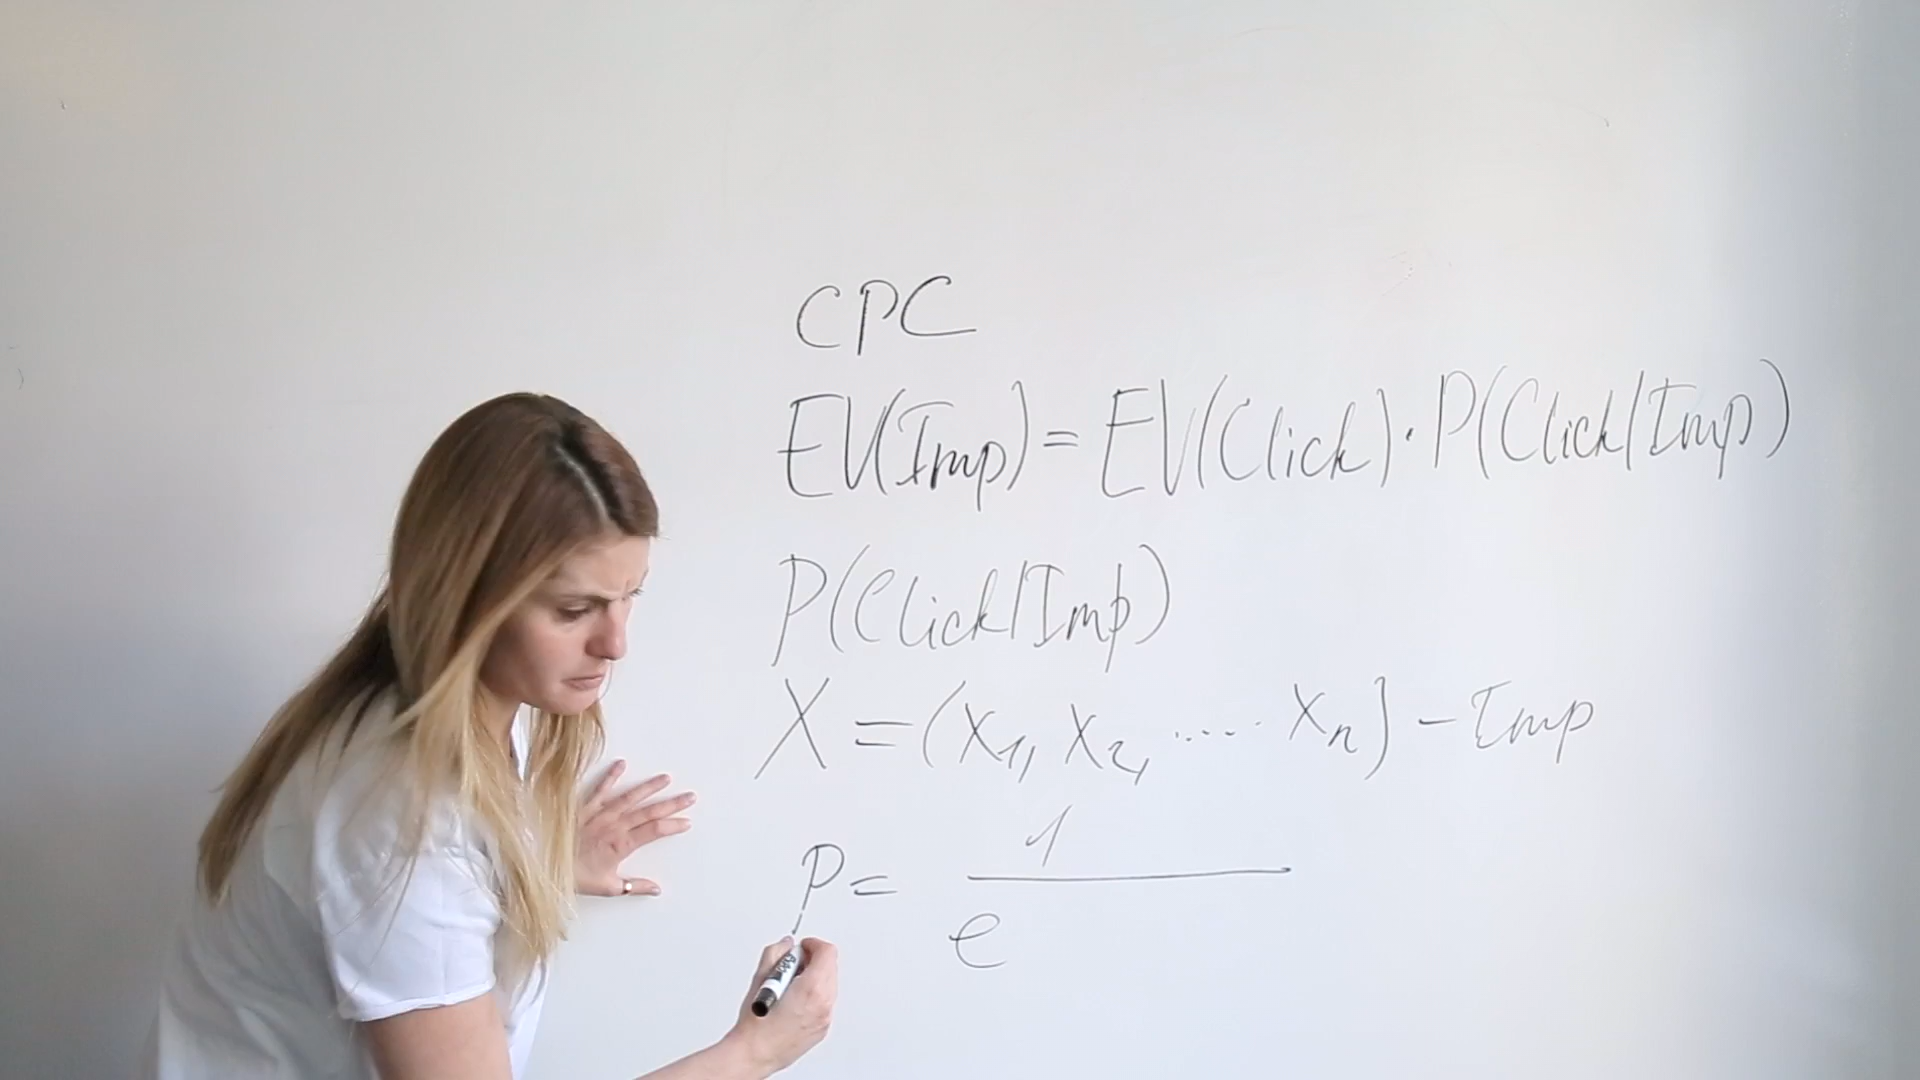 CPC
EV(Imp) = EV(Click) · P(Click|Imp)
P(Click|Imp)
X = (x1, x2, ..... xn) - Imp
P = 1
e